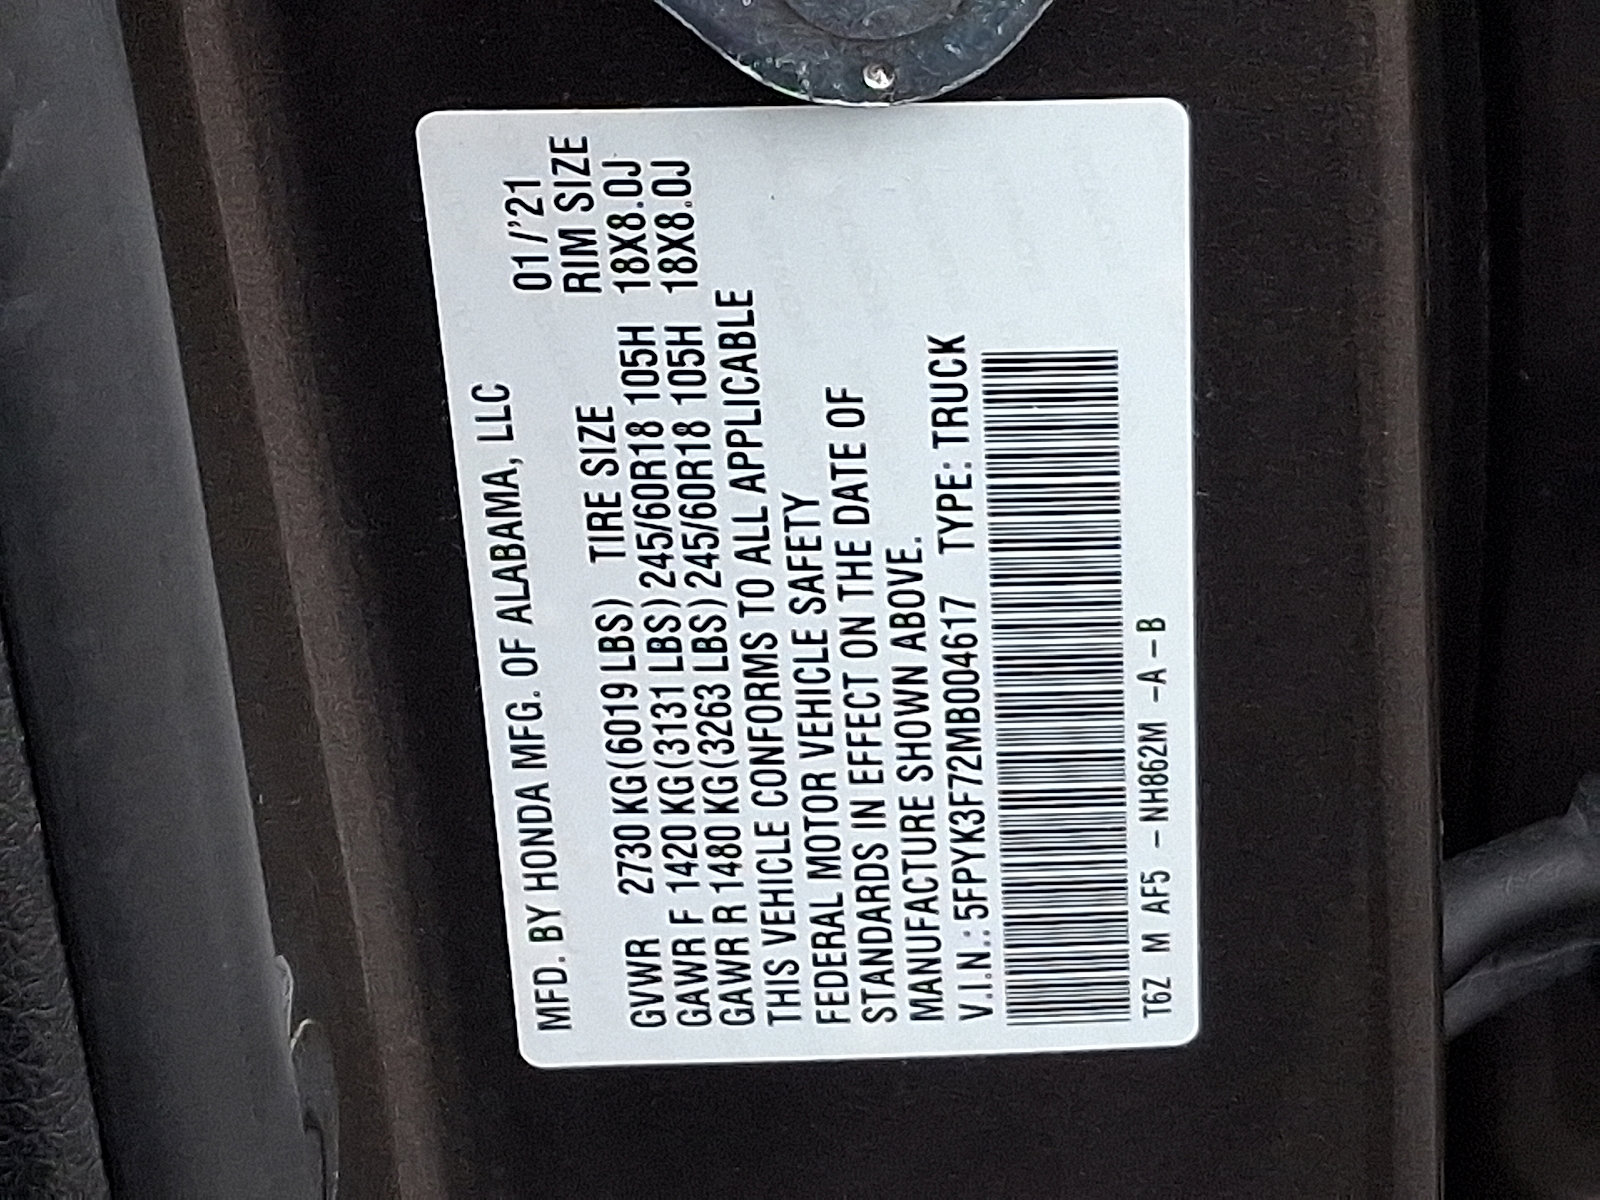 MFD. BY HONDA MFG. OF ALABAMA, LLC
01/'21
TIRE SIZE RIM SIZE
GVWR 2730 KG(6019 LBS)
GAWR F 1420 KG(3131 LBS)245/60R18 105H 18X8.0J
GAWR R 1480 KG(3263 LBS)245/60R18 105H 18X8.0J
THIS VEHICLE CONFORMS TO ALL APPLICABLE
FEDERAL MOTOR VEHICLE SAFETY
STANDARDS IN EFFECT ON THE DATE OF
MANUFACTURE SHOWN ABOVE.
V.I.N.: 5FPYK3F72MB004617 TYPE: TRUCK
T6Z M AF5 -NH862M -A-B